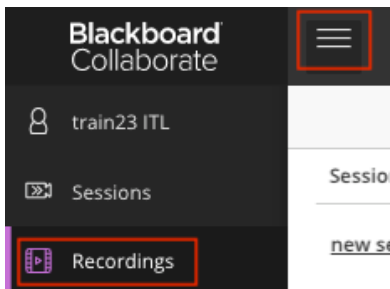 Blackboard
Collaborate
train23 ITL
Sessions
Sessio
new se
Recordings